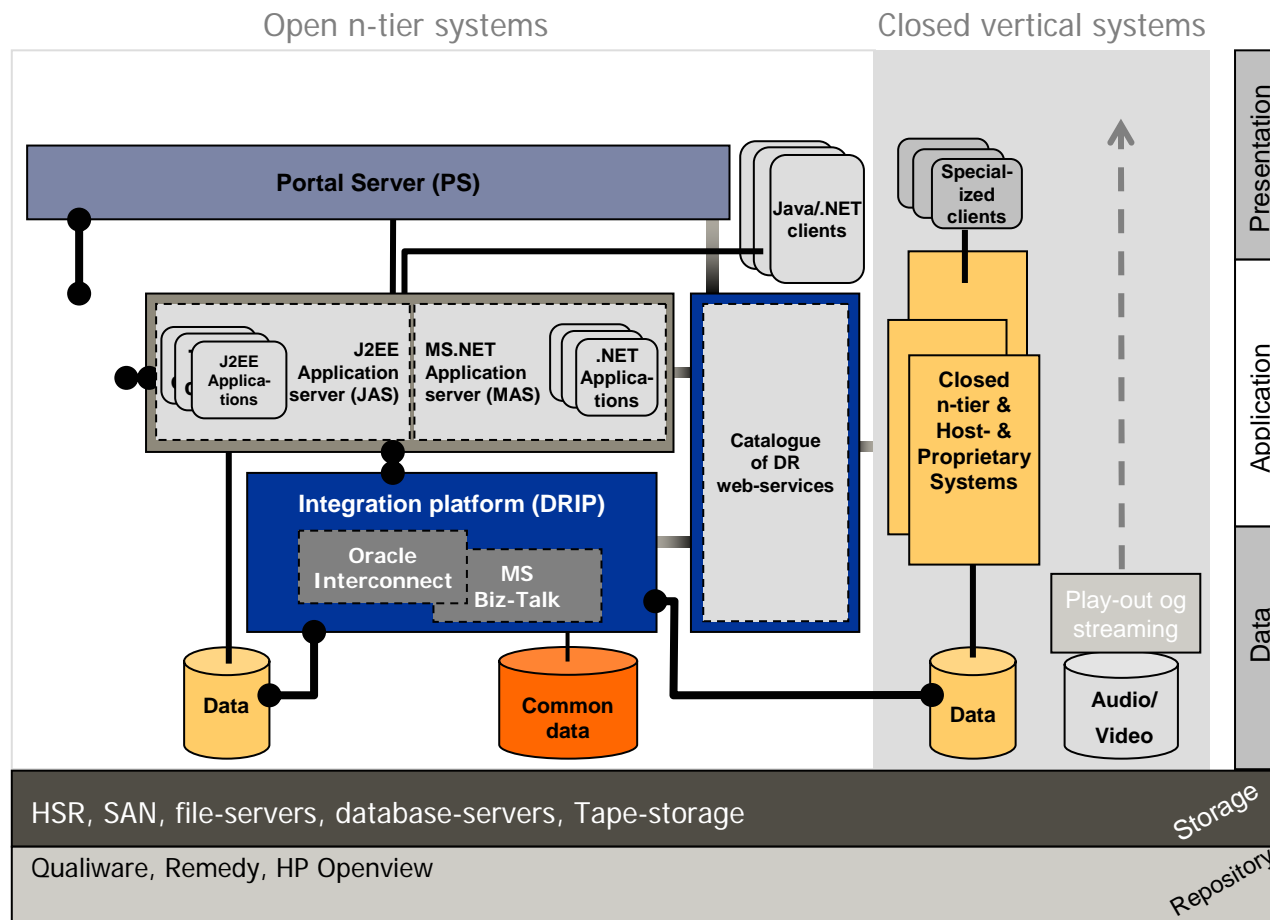 Open n-tier systems
Closed vertical systems
Presentation
Portal Server (PS)
Java/.NET
clients
Special-
ized
clients
J2EE
Applica-
tions
J2EE
Application
server (JAS)
MS.NET
Application
server (MAS)
.NET
Applica-
tions
Catalogue
of DR
web-services
Closed
n-tier &
Host- &
Proprietary
Systems
Application
Integration platform (DRIP)
Oracle
Interconnect
MS
Biz-Talk
Play-out og
streaming
Data
Data
Common
data
Data
Audio/
Video
HSR, SAN, file-servers, database-servers, Tape-storage
Storage
Qualiware, Remedy, HP Openview
Repository